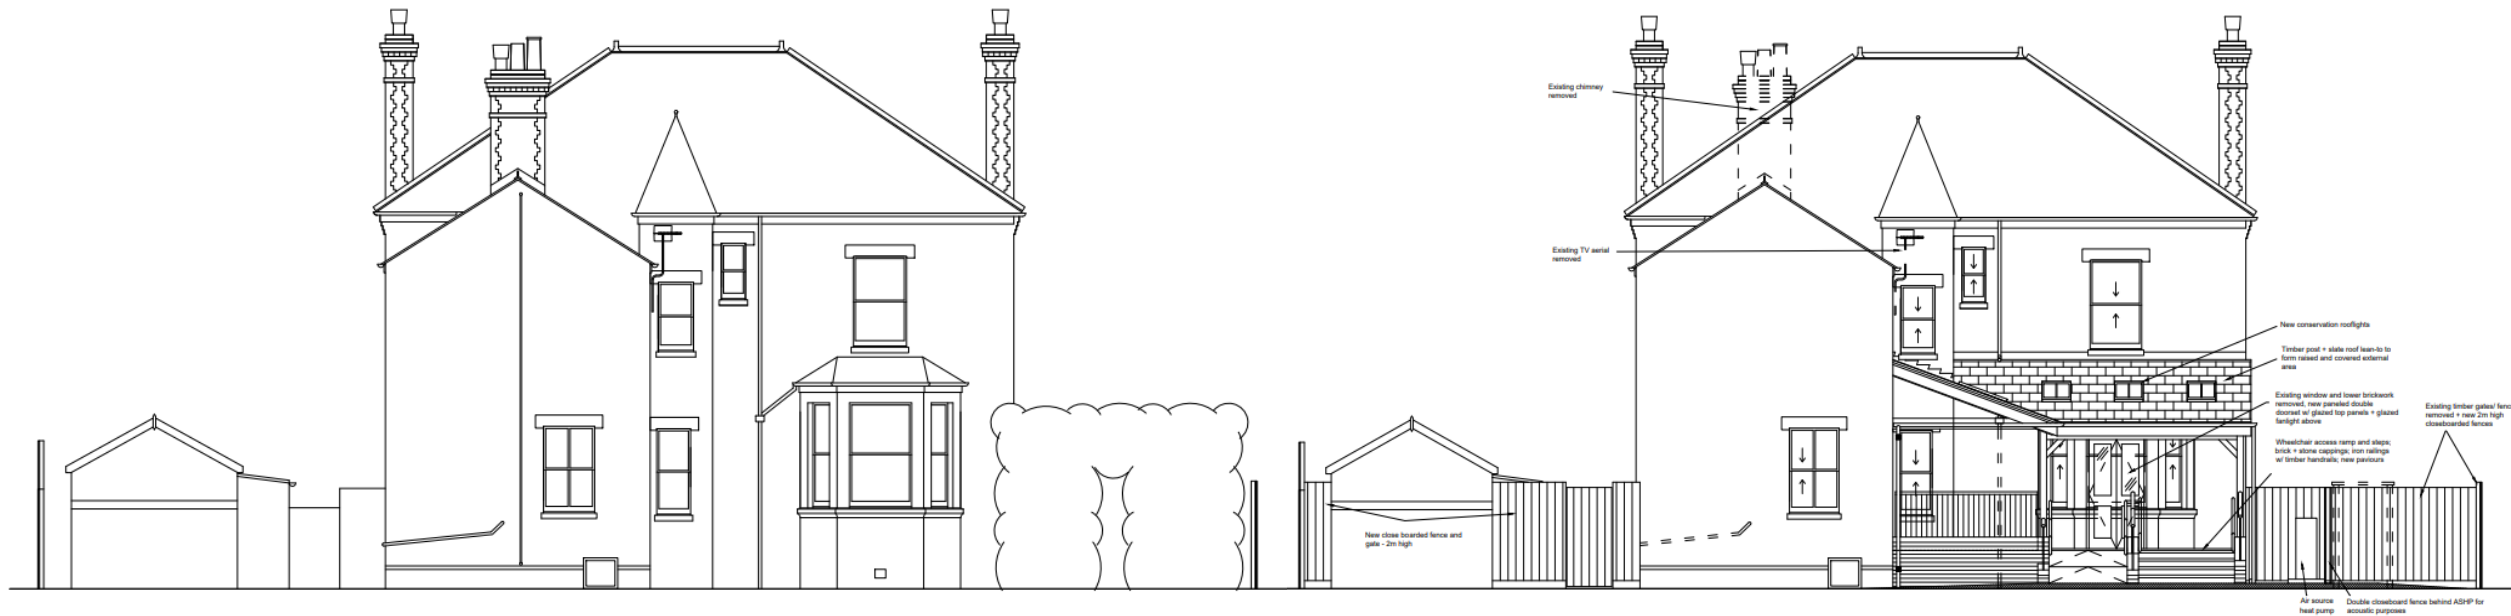 Existing chimney
removed
Existing TV aerial
removed
New conservation rooflights
Timber post + slate roof lean-to to
form raised and covered external
area
Existing window and lower brickwork
removed, new paneled double
doorset w/ glazed top panels + glazed
fanlight above
Existing timber gates/ fence
removed + new 2m high
closeboarded fences
Wheelchair access ramp and steps;
brick + stone cappings; iron railings
w/ timber handrails; new paviours
New close boarded fence and
gate - 2m high
Air source
heat pump
Double closeboard fence behind ASHP for
acoustic purposes